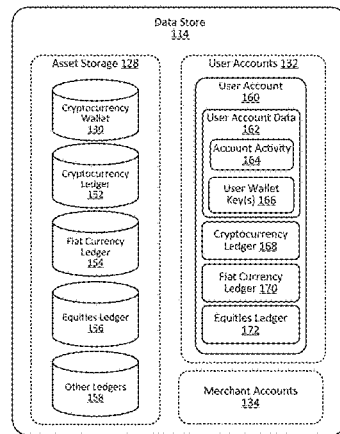 Data Store
114
Asset Storage 128
Cryptocurrency
Wallet
130
Cryptocurrency
Ledger
152
Fiat Currency
Ledger
154
Equities Ledger
156
Other Ledgers
158
User Accounts 132
User Account
160
User Account Data
162
Account Activity
164
User Wallet
Key(s) 166
Cryptocurrency
Ledger 168
Fiat Currency
Ledger 170
Equities Ledger
172
Merchant Accounts
134